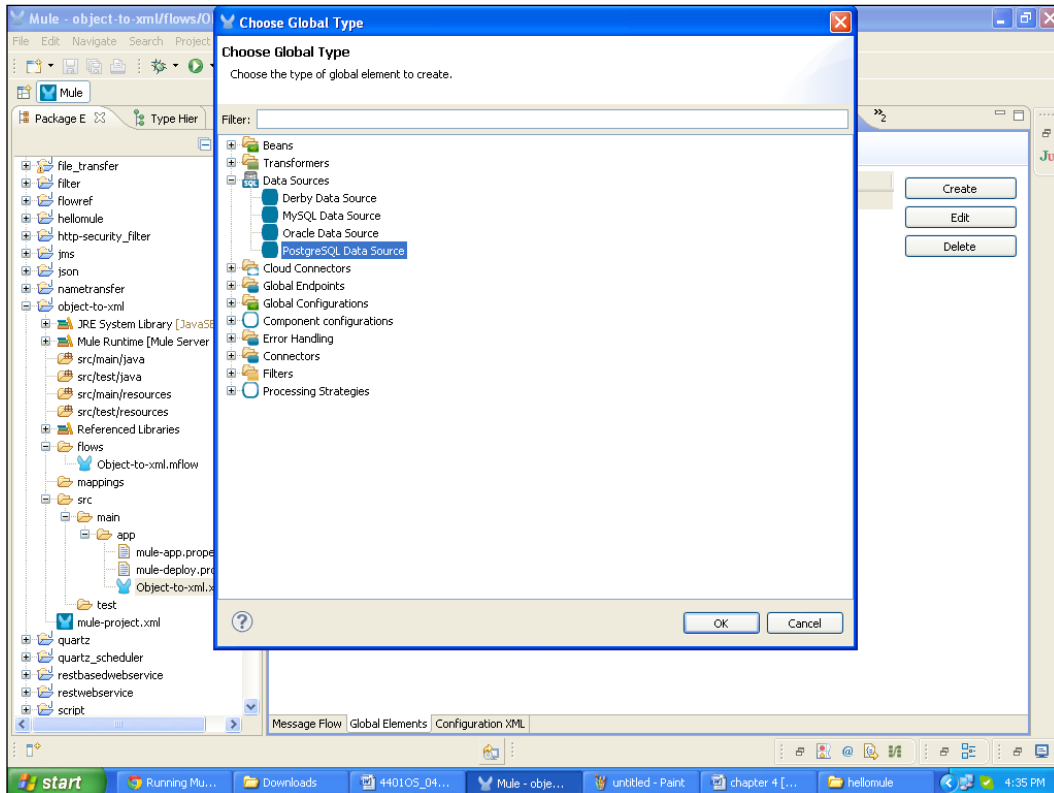 Mule - object-to-xml/flows/O
File Edit Navigate Search Project
Mule
Package E
Type Hier
file_transfer
filter
flowref
hellomule
http-security_filter
jms
json
nametransfer
object-to-xml
JRE System Library [JavaSE
Mule Runtime [Mule Server
src/main/java
src/test/java
src/main/resources
src/test/resources
Referenced Libraries
flows
Object-to-xml.mflow
mappings
src
main
app
mule-app.prope
mule-deploy.pro
Object-to-xml.x
test
mule-project.xml
quartz
quartz_scheduler
restbasedwebservice
restwebservice
script
Choose Global Type
Choose Global Type
Choose the type of global element to create.
Filter:
Beans
Transformers
SQL Data Sources
Derby Data Source
MySQL Data Source
Oracle Data Source
PostgreSQL Data Source
Cloud Connectors
Global Endpoints
Global Configurations
Component configurations
Error Handling
Connectors
Filters
Processing Strategies
OK
Cancel
»2
Create
Edit
Delete
Ju
Message Flow
Global Elements
Configuration XML
start
Running Mu...
Downloads
4401OS_04...
Mule - obje...
untitled - Paint
chapter 4 [...
hellomule
4:35 PM